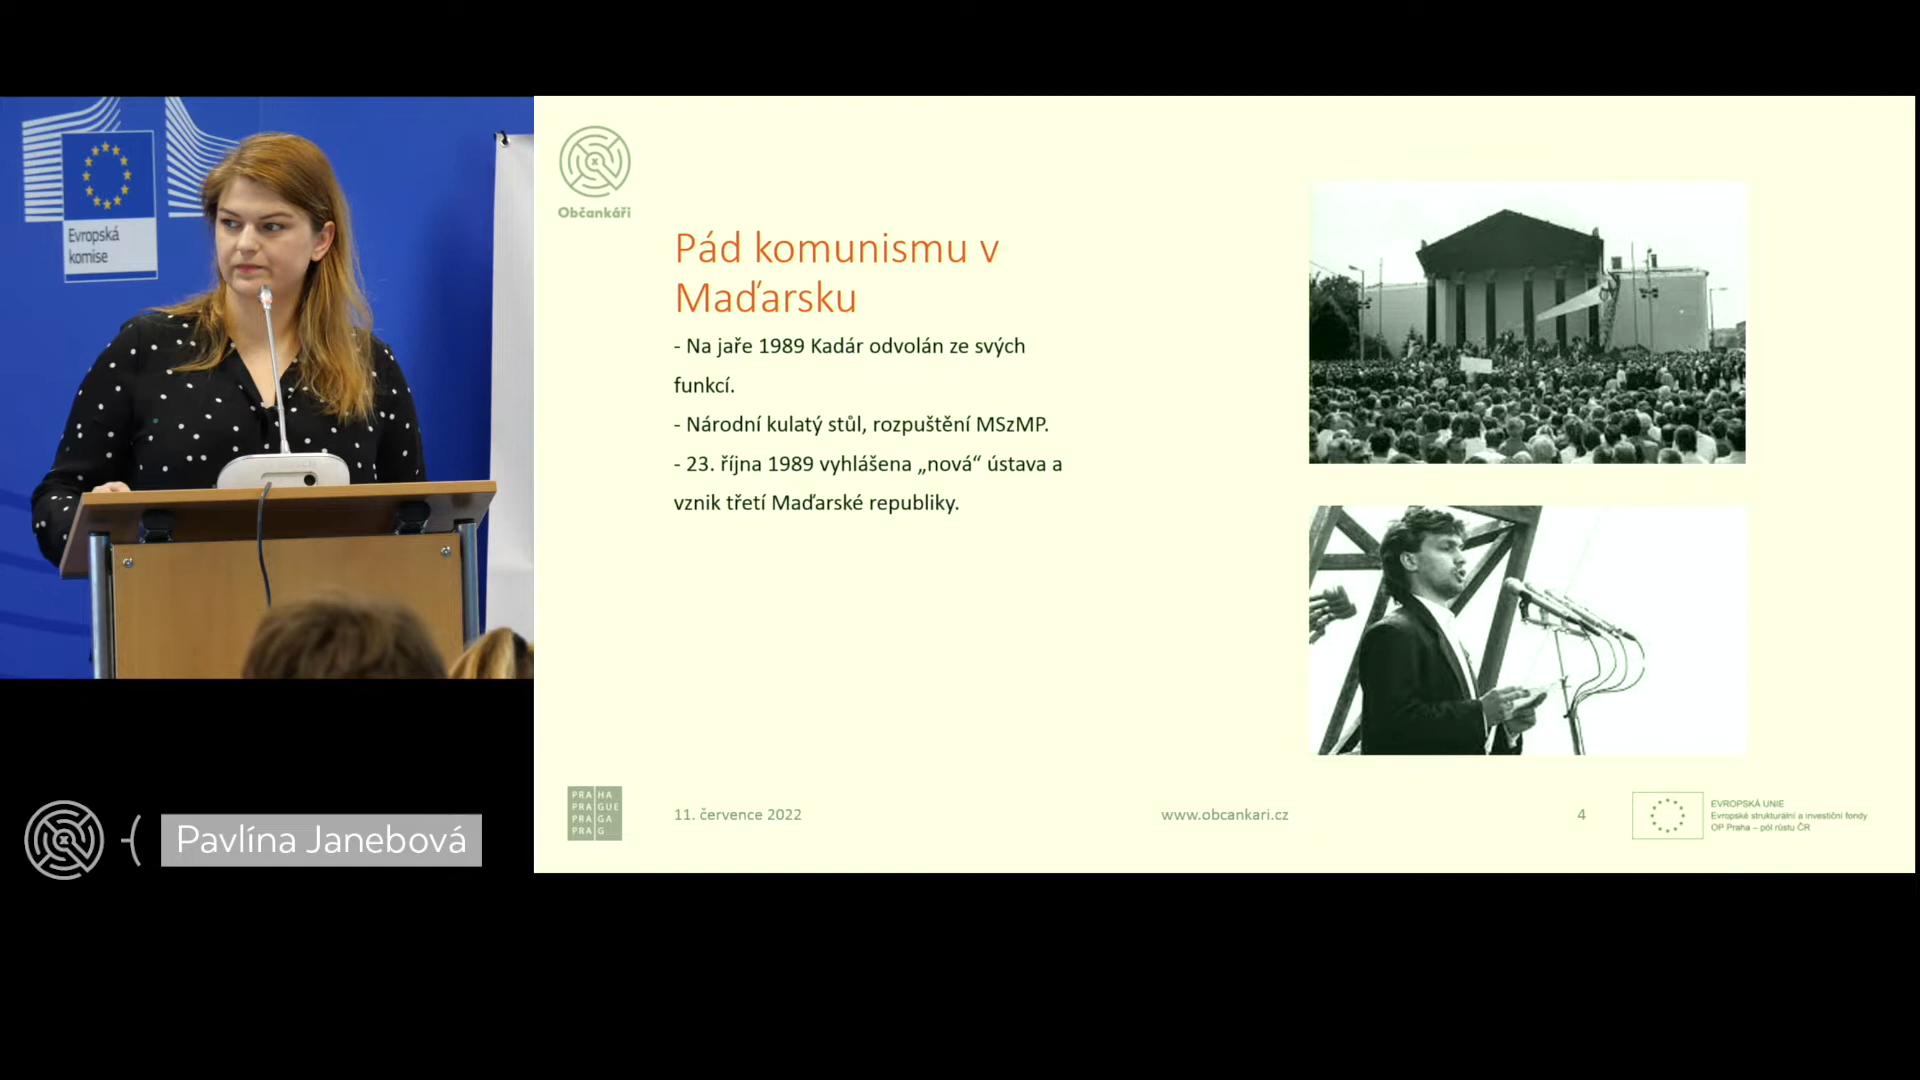 Evropská
komise
Pavlína Janebová
Občankáři
Pád komunismu v
Maďarsku
- Na jaře 1989 Kadár odvolán ze svých
funkcí.
- Národní kulatý stůl, rozpuštění MSzMP.
- 23. října 1989 vyhlášena „nová“ ústava a
vznik třetí Maďarské republiky.
PRA HA
PRA GUE
PRA GA
PRA G
11. července 2022
www.obcankari.cz
4
EVROPSKÁ UNIE
Evropské strukturální a investiční fondy
OP Praha – pól růstu ČR